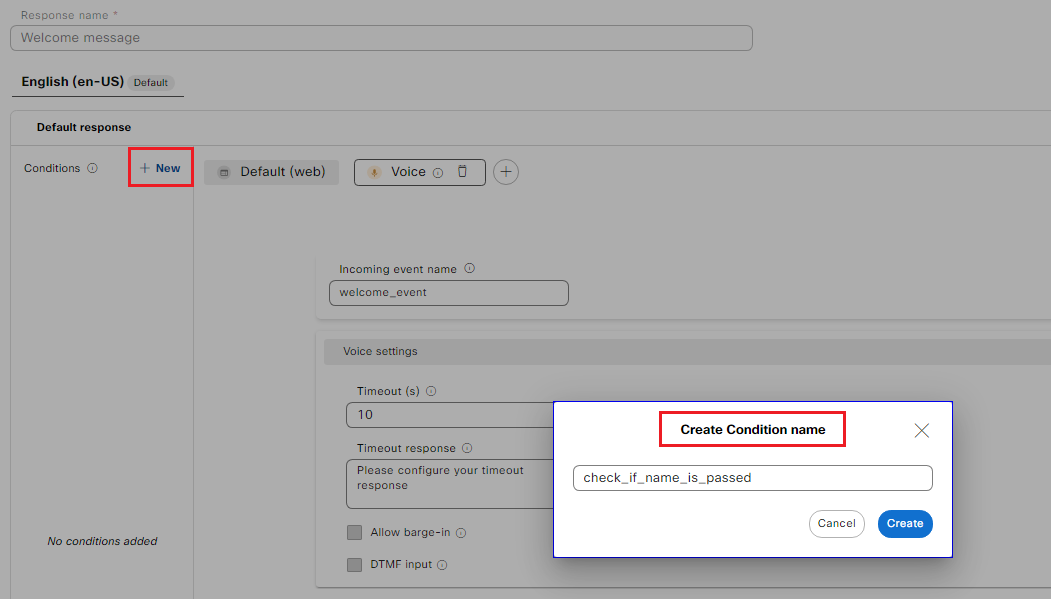 Response name *
Welcome message
English (en-US) Default
Default response
Conditions
+ New
Default (web)
Voice
Incoming event name
welcome_event
Voice settings
Timeout (s)
10
Timeout response
Please configure your timeout
response
Allow barge-in
DTMF input
No conditions added
Create Condition name
check_if_name_is_passed
Cancel
Create